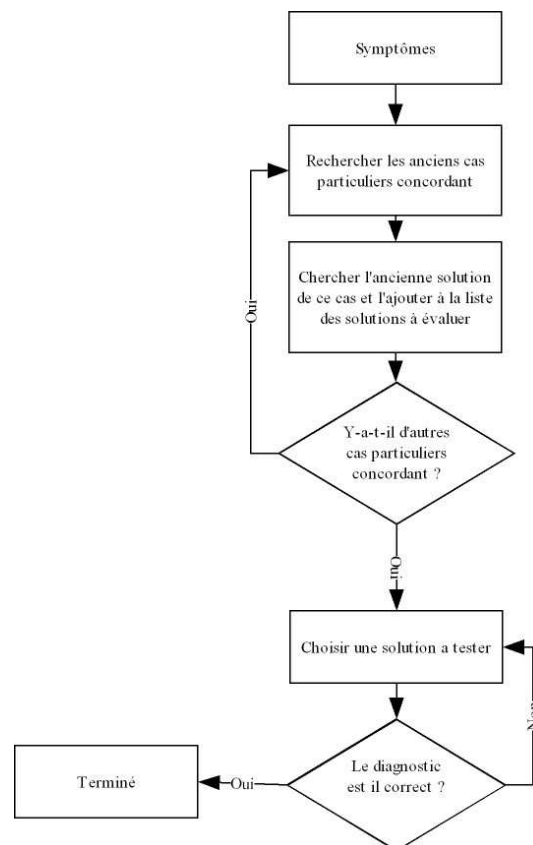 Symptômes
Rechercher les anciens cas
particuliers concordant
Chercher l'ancienne solution
de ce cas et l'ajouter à la liste
des solutions à évaluer
Oui
Y-a-t-il d'autres
cas particuliers
concordant ?
Oui
Choisir une solution a tester
Non
Le diagnostic
est il correct ?
Oui
Terminé